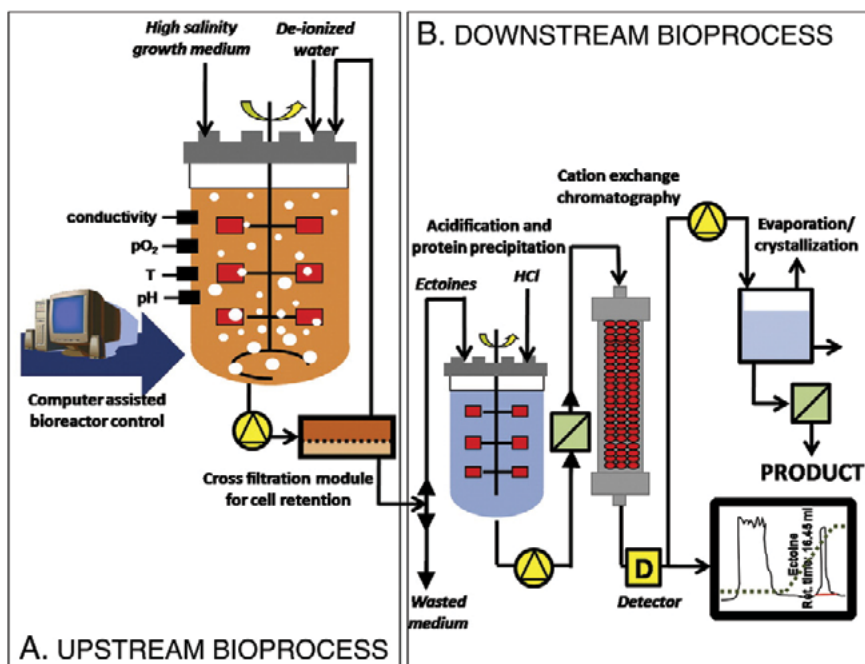 High salinity
growth medium
De-ionized
water
conductivity
pO₂
T
pH
Computer assisted
bioreactor control
Cross filtration module
for cell retention
A. UPSTREAM BIOPROCESS
B. DOWNSTREAM BIOPROCESS
Cation exchange
chromatography
Acidification and
protein precipitation
Ectoines
HCl
Evaporation/
crystallization
PRODUCT
Wasted
medium
D
Detector
Ectoine
Ret. time: 16.45 ml